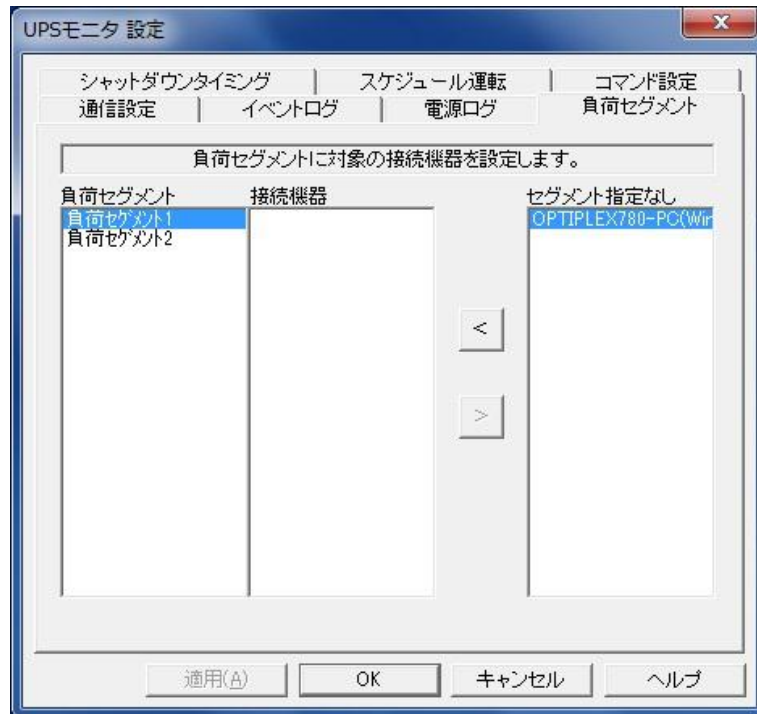 UPSモニタ 設定
シャットダウンタイミング
スケジュール運転
コマンド設定
通信設定
イベントログ
電源ログ
負荷セグメント
負荷セグメントに対象の接続機器を設定します。
負荷セグメント
接続機器
セグメント指定なし
負荷セグメント1
負荷セグメント2
OPTIPLEX780-PC(Win
<
>
適用(A)
OK
キャンセル
ヘルプ